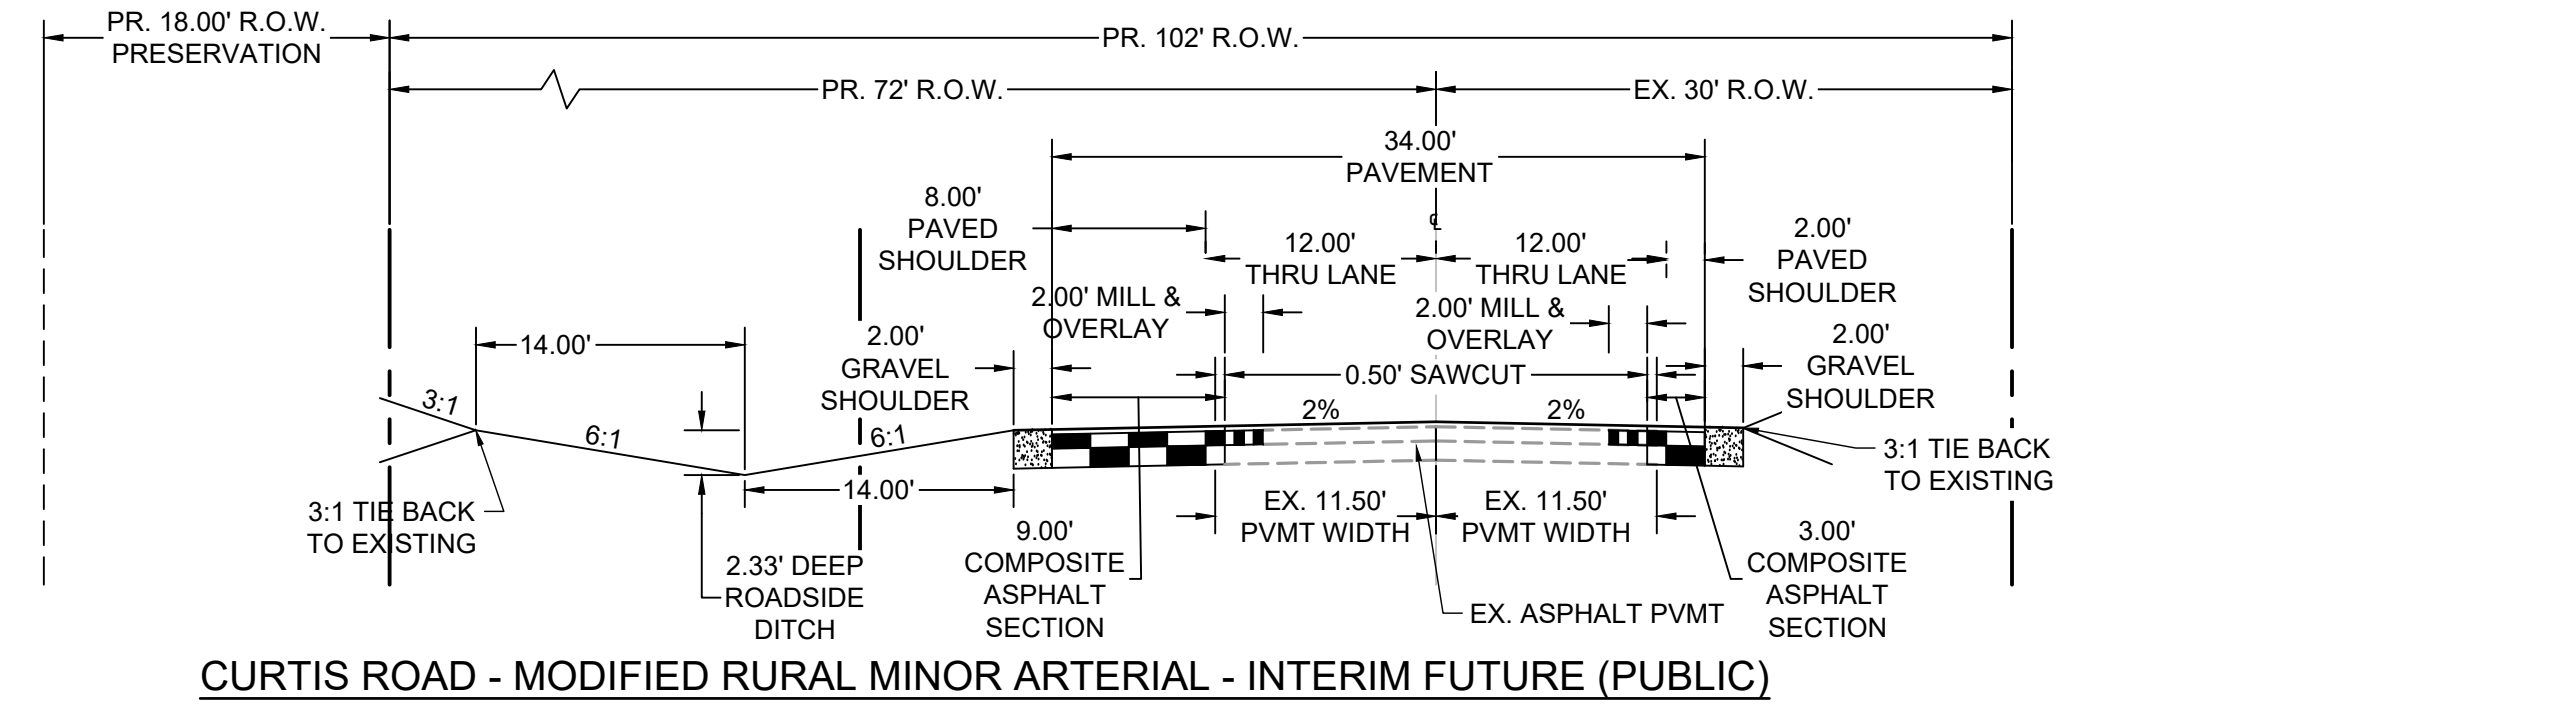 PR. 18.00' R.O.W.
PRESERVATION
PR. 102' R.O.W.
PR. 72' R.O.W.
EX. 30' R.O.W.
34.00'
PAVEMENT
8.00'
PAVED
SHOULDER
℄
12.00'
THRU LANE
12.00'
THRU LANE
2.00'
PAVED
SHOULDER
2.00' MILL &
OVERLAY
2.00' MILL &
OVERLAY
14.00'
2.00'
GRAVEL
SHOULDER
0.50' SAWCUT
2.00'
GRAVEL
SHOULDER
3:1
6:1
6:1
2%
2%
3:1 TIE BACK
TO EXISTING
14.00'
3:1 TIE BACK
TO EXISTING
EX. 11.50'
PVMT WIDTH
EX. 11.50'
PVMT WIDTH
2.33' DEEP
ROADSIDE
DITCH
9.00'
COMPOSITE
ASPHALT
SECTION
EX. ASPHALT PVMT
3.00'
COMPOSITE
ASPHALT
SECTION
CURTIS ROAD - MODIFIED RURAL MINOR ARTERIAL - INTERIM FUTURE (PUBLIC)